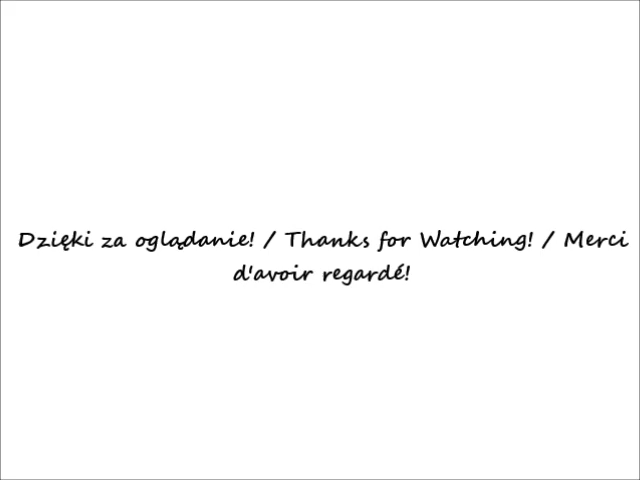 Dzięki za oglądanie! / Thanks for Watching! / Merci
d'avoir regardé!